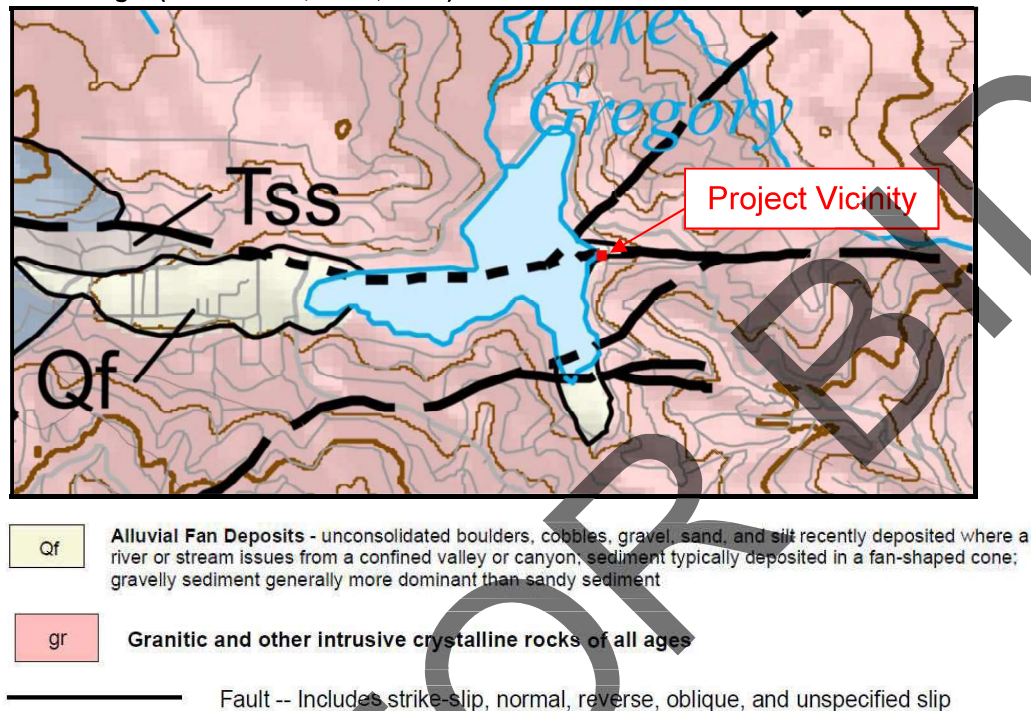 Lake
Gregory
Project Vicinity
Tss
Qf
Qf
Alluvial Fan Deposits - unconsolidated boulders, cobbles, gravel, sand, and silt recently deposited where a
river or stream issues from a confined valley or canyon; sediment typically deposited in a fan-shaped cone;
gravelly sediment generally more dominant than sandy sediment
gr
Granitic and other intrusive crystalline rocks of all ages
Fault -- Includes strike-slip, normal, reverse, oblique, and unspecified slip
OR BID